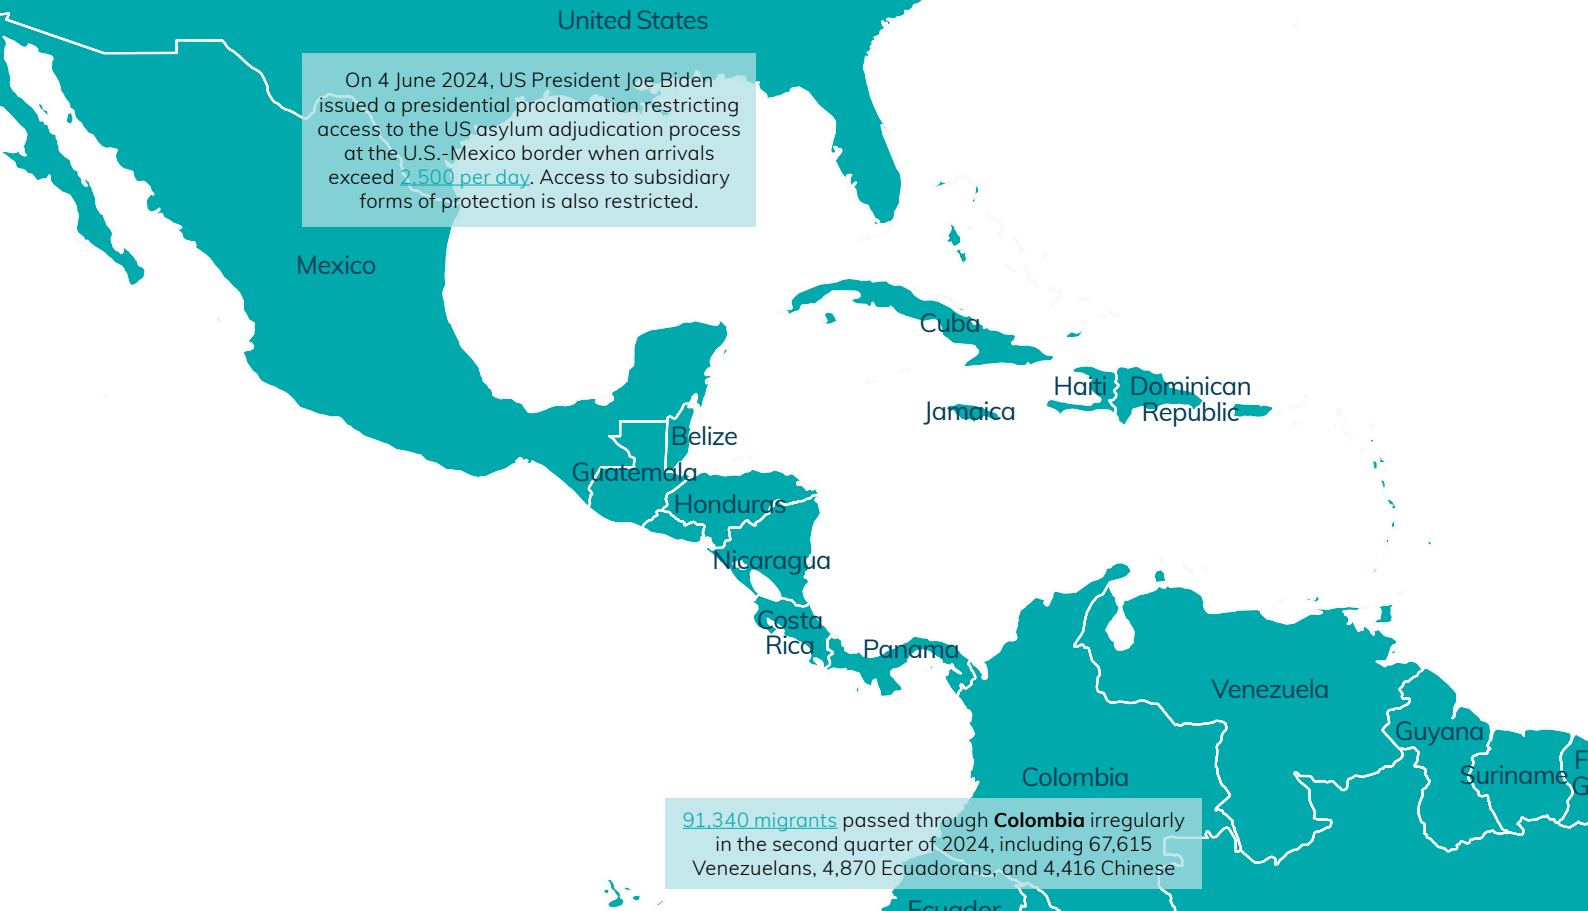 United States
On 4 June 2024, US President Joe Biden
issued a presidential proclamation restricting
access to the US asylum adjudication process
at the U.S.-Mexico border when arrivals
exceed 2,500 per day. Access to subsidiary
forms of protection is also restricted.
Mexico
Cuba
Haiti
Dominican
Republic
Jamaica
Belize
Guatemala
Honduras
Nicaragua
Costa
Rica
Panama
Venezuela
Guyana
Suriname
F
G
Colombia
91,340 migrants passed through Colombia irregularly
in the second quarter of 2024, including 67,615
Venezuelans, 4,870 Ecuadorans, and 4,416 Chinese
Ecuador